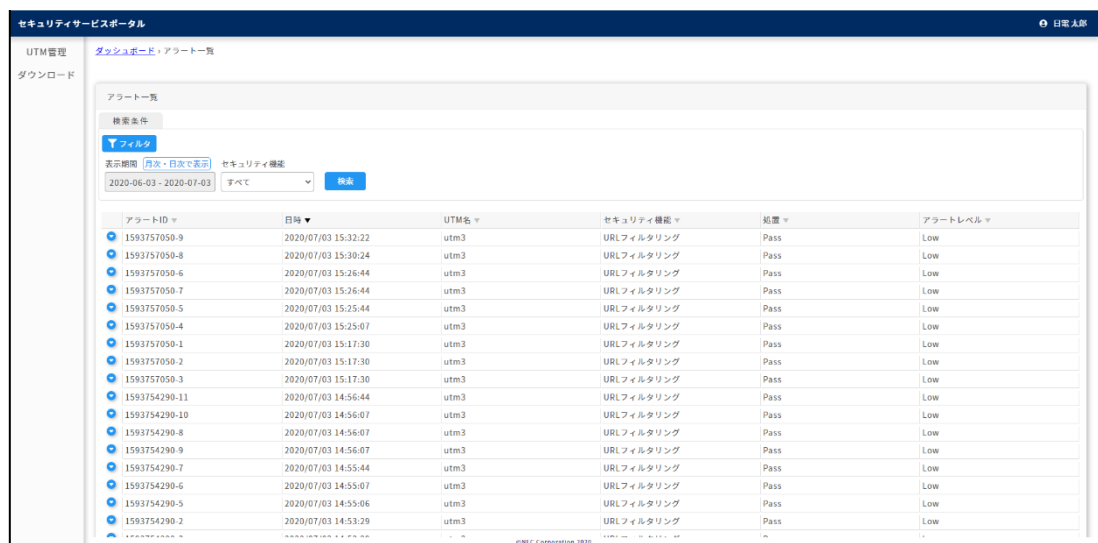 セキュリティサービスポータル
日電 太郎
UTM管理
ダウンロード
ダッシュボード › アラート一覧
アラート一覧
検索条件
フィルタ
表示期間 月次・日次で表示 セキュリティ機能
2020-06-03 - 2020-07-03 すべて 検索
アラートID 日時 UTM名 セキュリティ機能 処置 アラートレベル
1593757050-9 2020/07/03 15:32:22 utm3 URLフィルタリング Pass Low
1593757050-8 2020/07/03 15:30:24 utm3 URLフィルタリング Pass Low
1593757050-6 2020/07/03 15:26:44 utm3 URLフィルタリング Pass Low
1593757050-7 2020/07/03 15:26:44 utm3 URLフィルタリング Pass Low
1593757050-5 2020/07/03 15:25:44 utm3 URLフィルタリング Pass Low
1593757050-4 2020/07/03 15:25:07 utm3 URLフィルタリング Pass Low
1593757050-1 2020/07/03 15:17:30 utm3 URLフィルタリング Pass Low
1593757050-2 2020/07/03 15:17:30 utm3 URLフィルタリング Pass Low
1593757050-3 2020/07/03 15:17:30 utm3 URLフィルタリング Pass Low
1593754290-11 2020/07/03 14:56:44 utm3 URLフィルタリング Pass Low
1593754290-10 2020/07/03 14:56:07 utm3 URLフィルタリング Pass Low
1593754290-8 2020/07/03 14:56:07 utm3 URLフィルタリング Pass Low
1593754290-9 2020/07/03 14:56:07 utm3 URLフィルタリング Pass Low
1593754290-7 2020/07/03 14:55:44 utm3 URLフィルタリング Pass Low
1593754290-6 2020/07/03 14:55:07 utm3 URLフィルタリング Pass Low
1593754290-5 2020/07/03 14:55:06 utm3 URLフィルタリング Pass Low
1593754290-2 2020/07/03 14:53:29 utm3 URLフィルタリング Pass Low
©NEC Corporation 2020